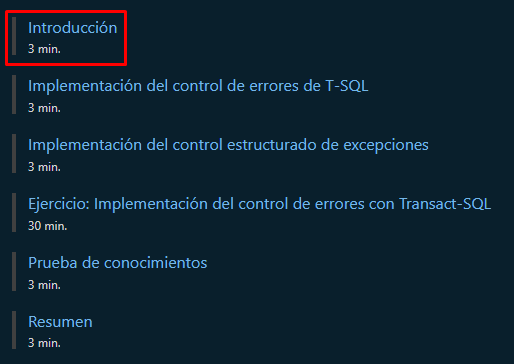 Introducción
3 min.
Implementación del control de errores de T-SQL
3 min.
Implementación del control estructurado de excepciones
3 min.
Ejercicio: Implementación del control de errores con Transact-SQL
30 min.
Prueba de conocimientos
3 min.
Resumen
3 min.